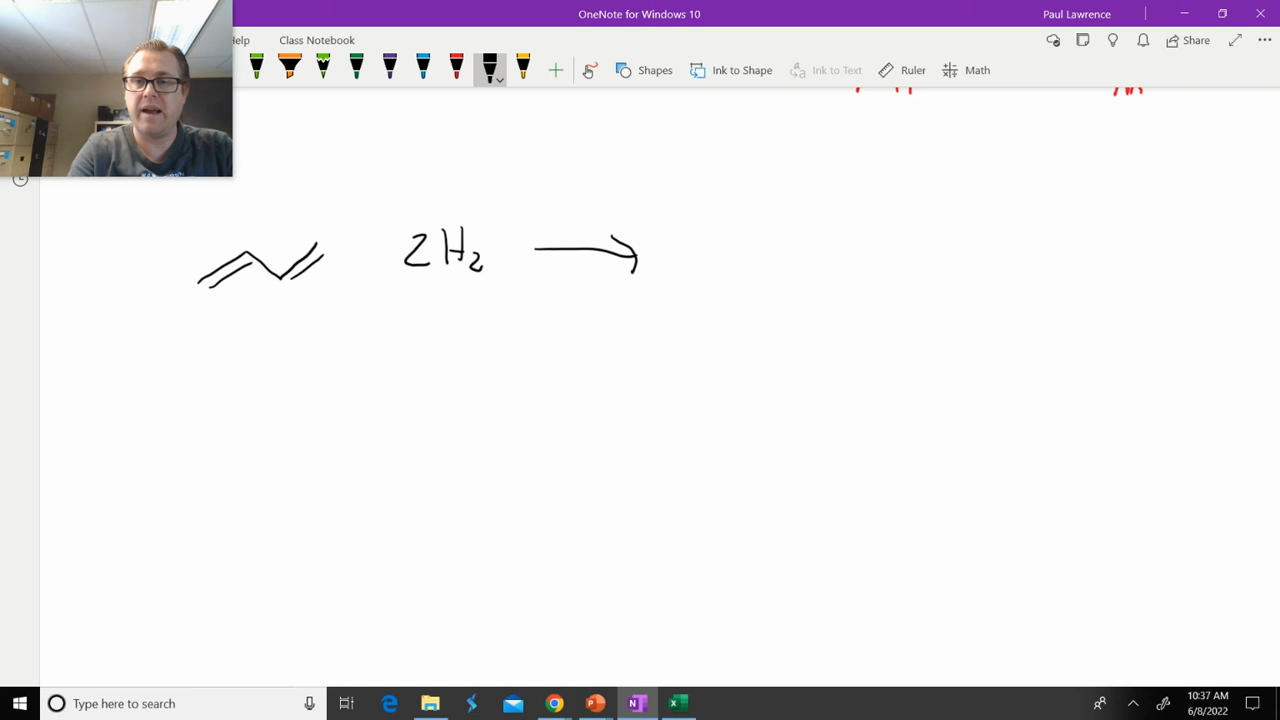 OneNote for Windows 10
Paul Lawrence
Help
Class Notebook
Share
Shapes
Ink to Shape
Ink to Text
Ruler
Math
2H₂
Type here to search
10:37 AM
6/8/2022